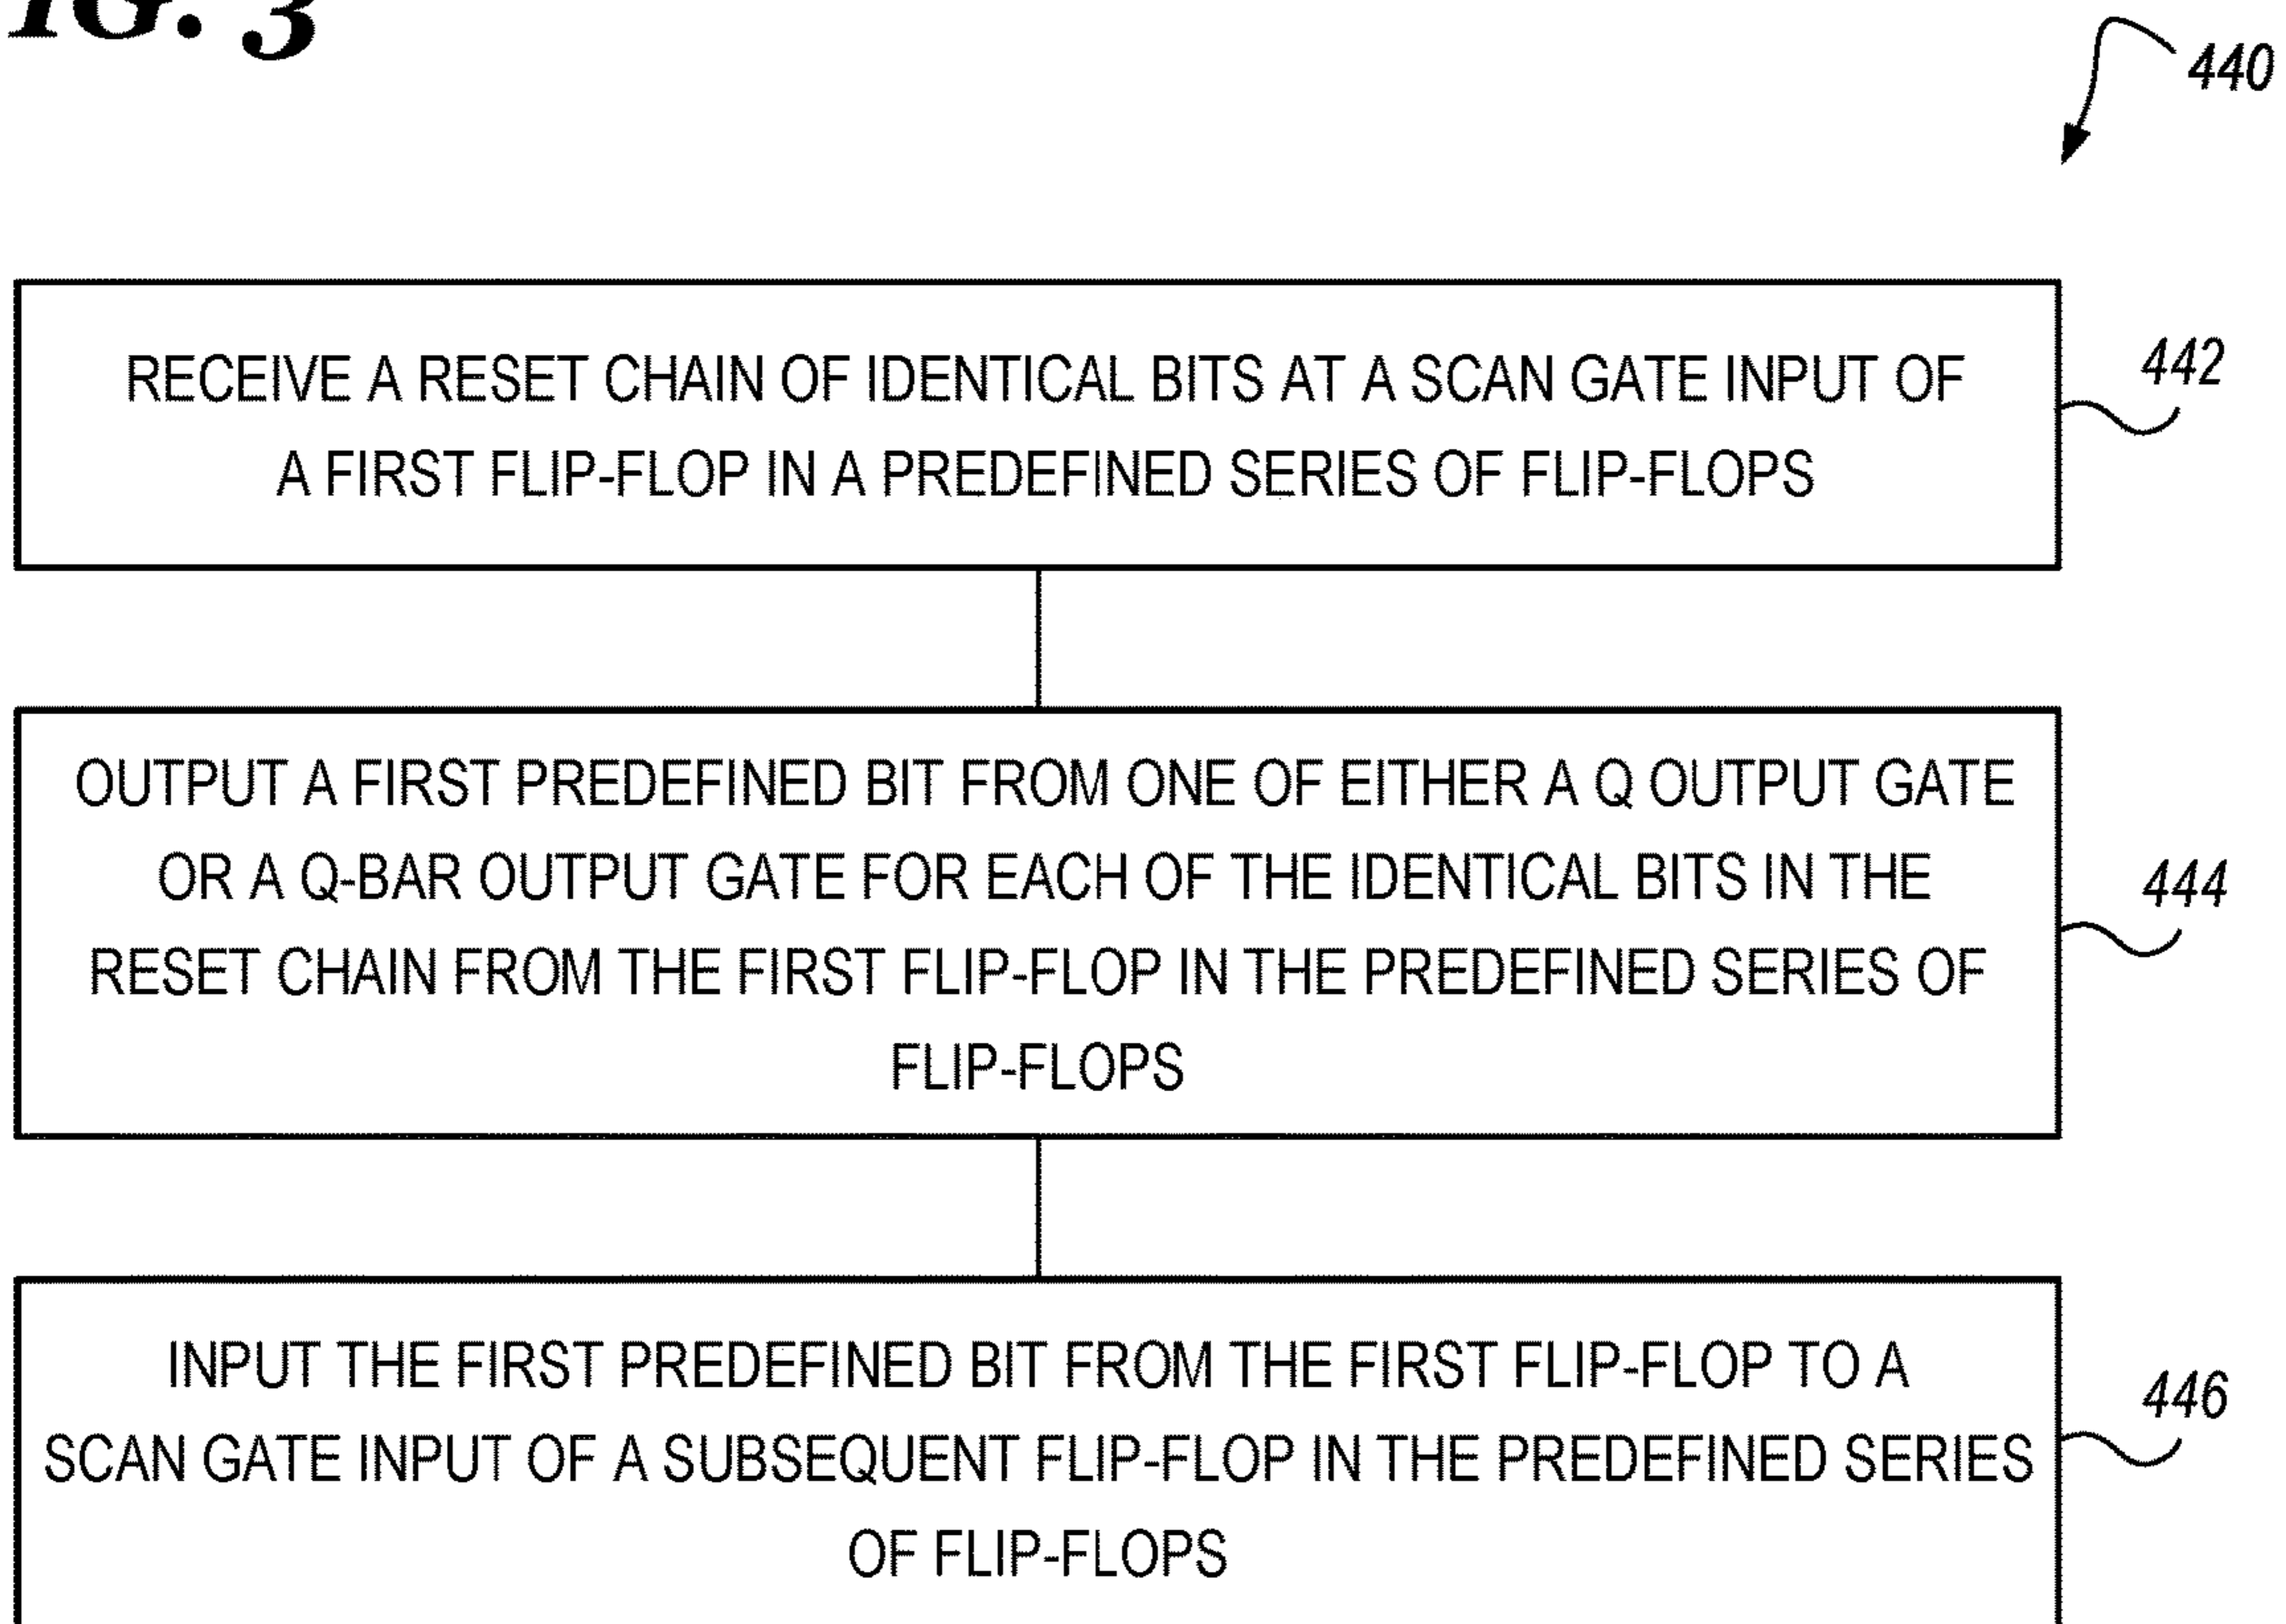 FIG. 3
440
RECEIVE A RESET CHAIN OF IDENTICAL BITS AT A SCAN GATE INPUT OF
A FIRST FLIP-FLOP IN A PREDEFINED SERIES OF FLIP-FLOPS
442
OUTPUT A FIRST PREDEFINED BIT FROM ONE OF EITHER A Q OUTPUT GATE
OR A Q-BAR OUTPUT GATE FOR EACH OF THE IDENTICAL BITS IN THE
RESET CHAIN FROM THE FIRST FLIP-FLOP IN THE PREDEFINED SERIES OF
FLIP-FLOPS
444
INPUT THE FIRST PREDEFINED BIT FROM THE FIRST FLIP-FLOP TO A
SCAN GATE INPUT OF A SUBSEQUENT FLIP-FLOP IN THE PREDEFINED SERIES
OF FLIP-FLOPS
446